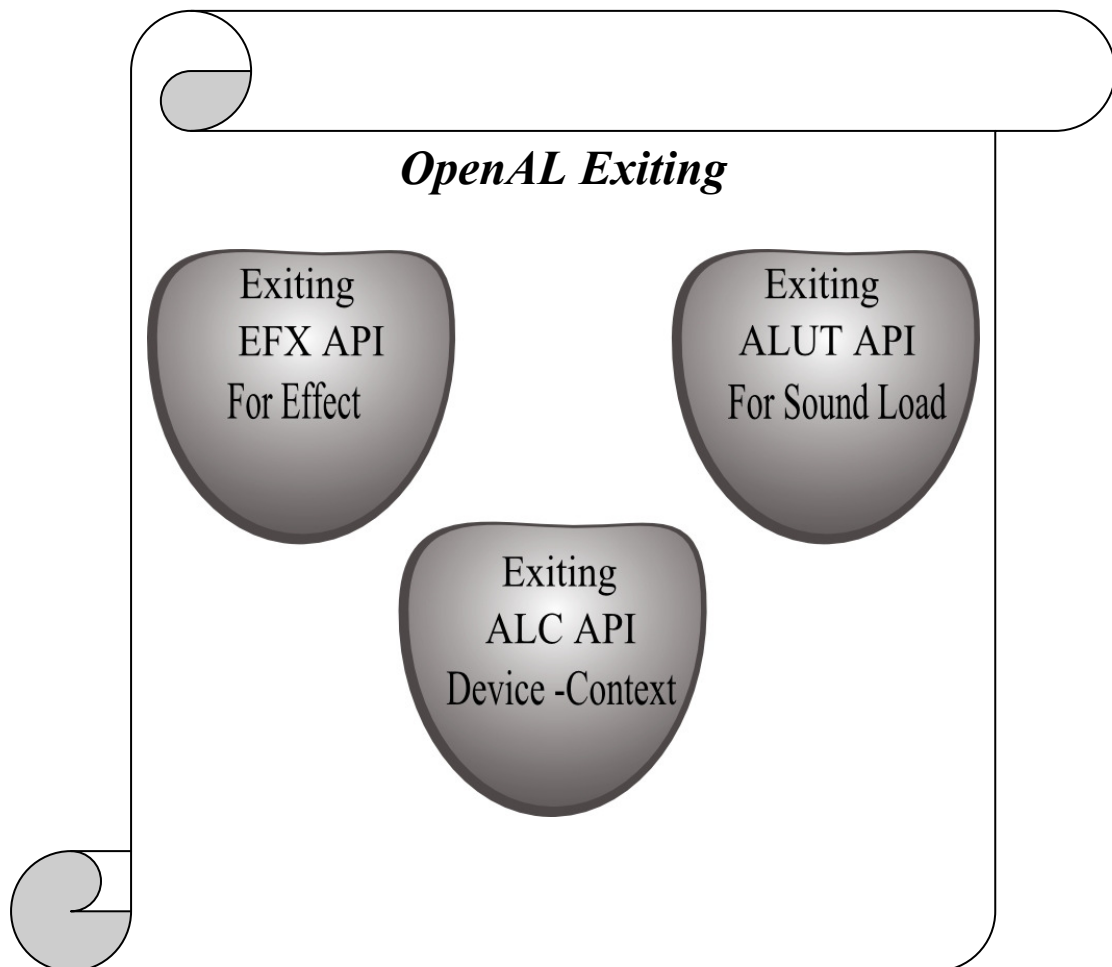 OpenAL Exiting
Exiting
EFX API
For Effect
Exiting
ALUT API
For Sound Load
Exiting
ALC API
Device -Context